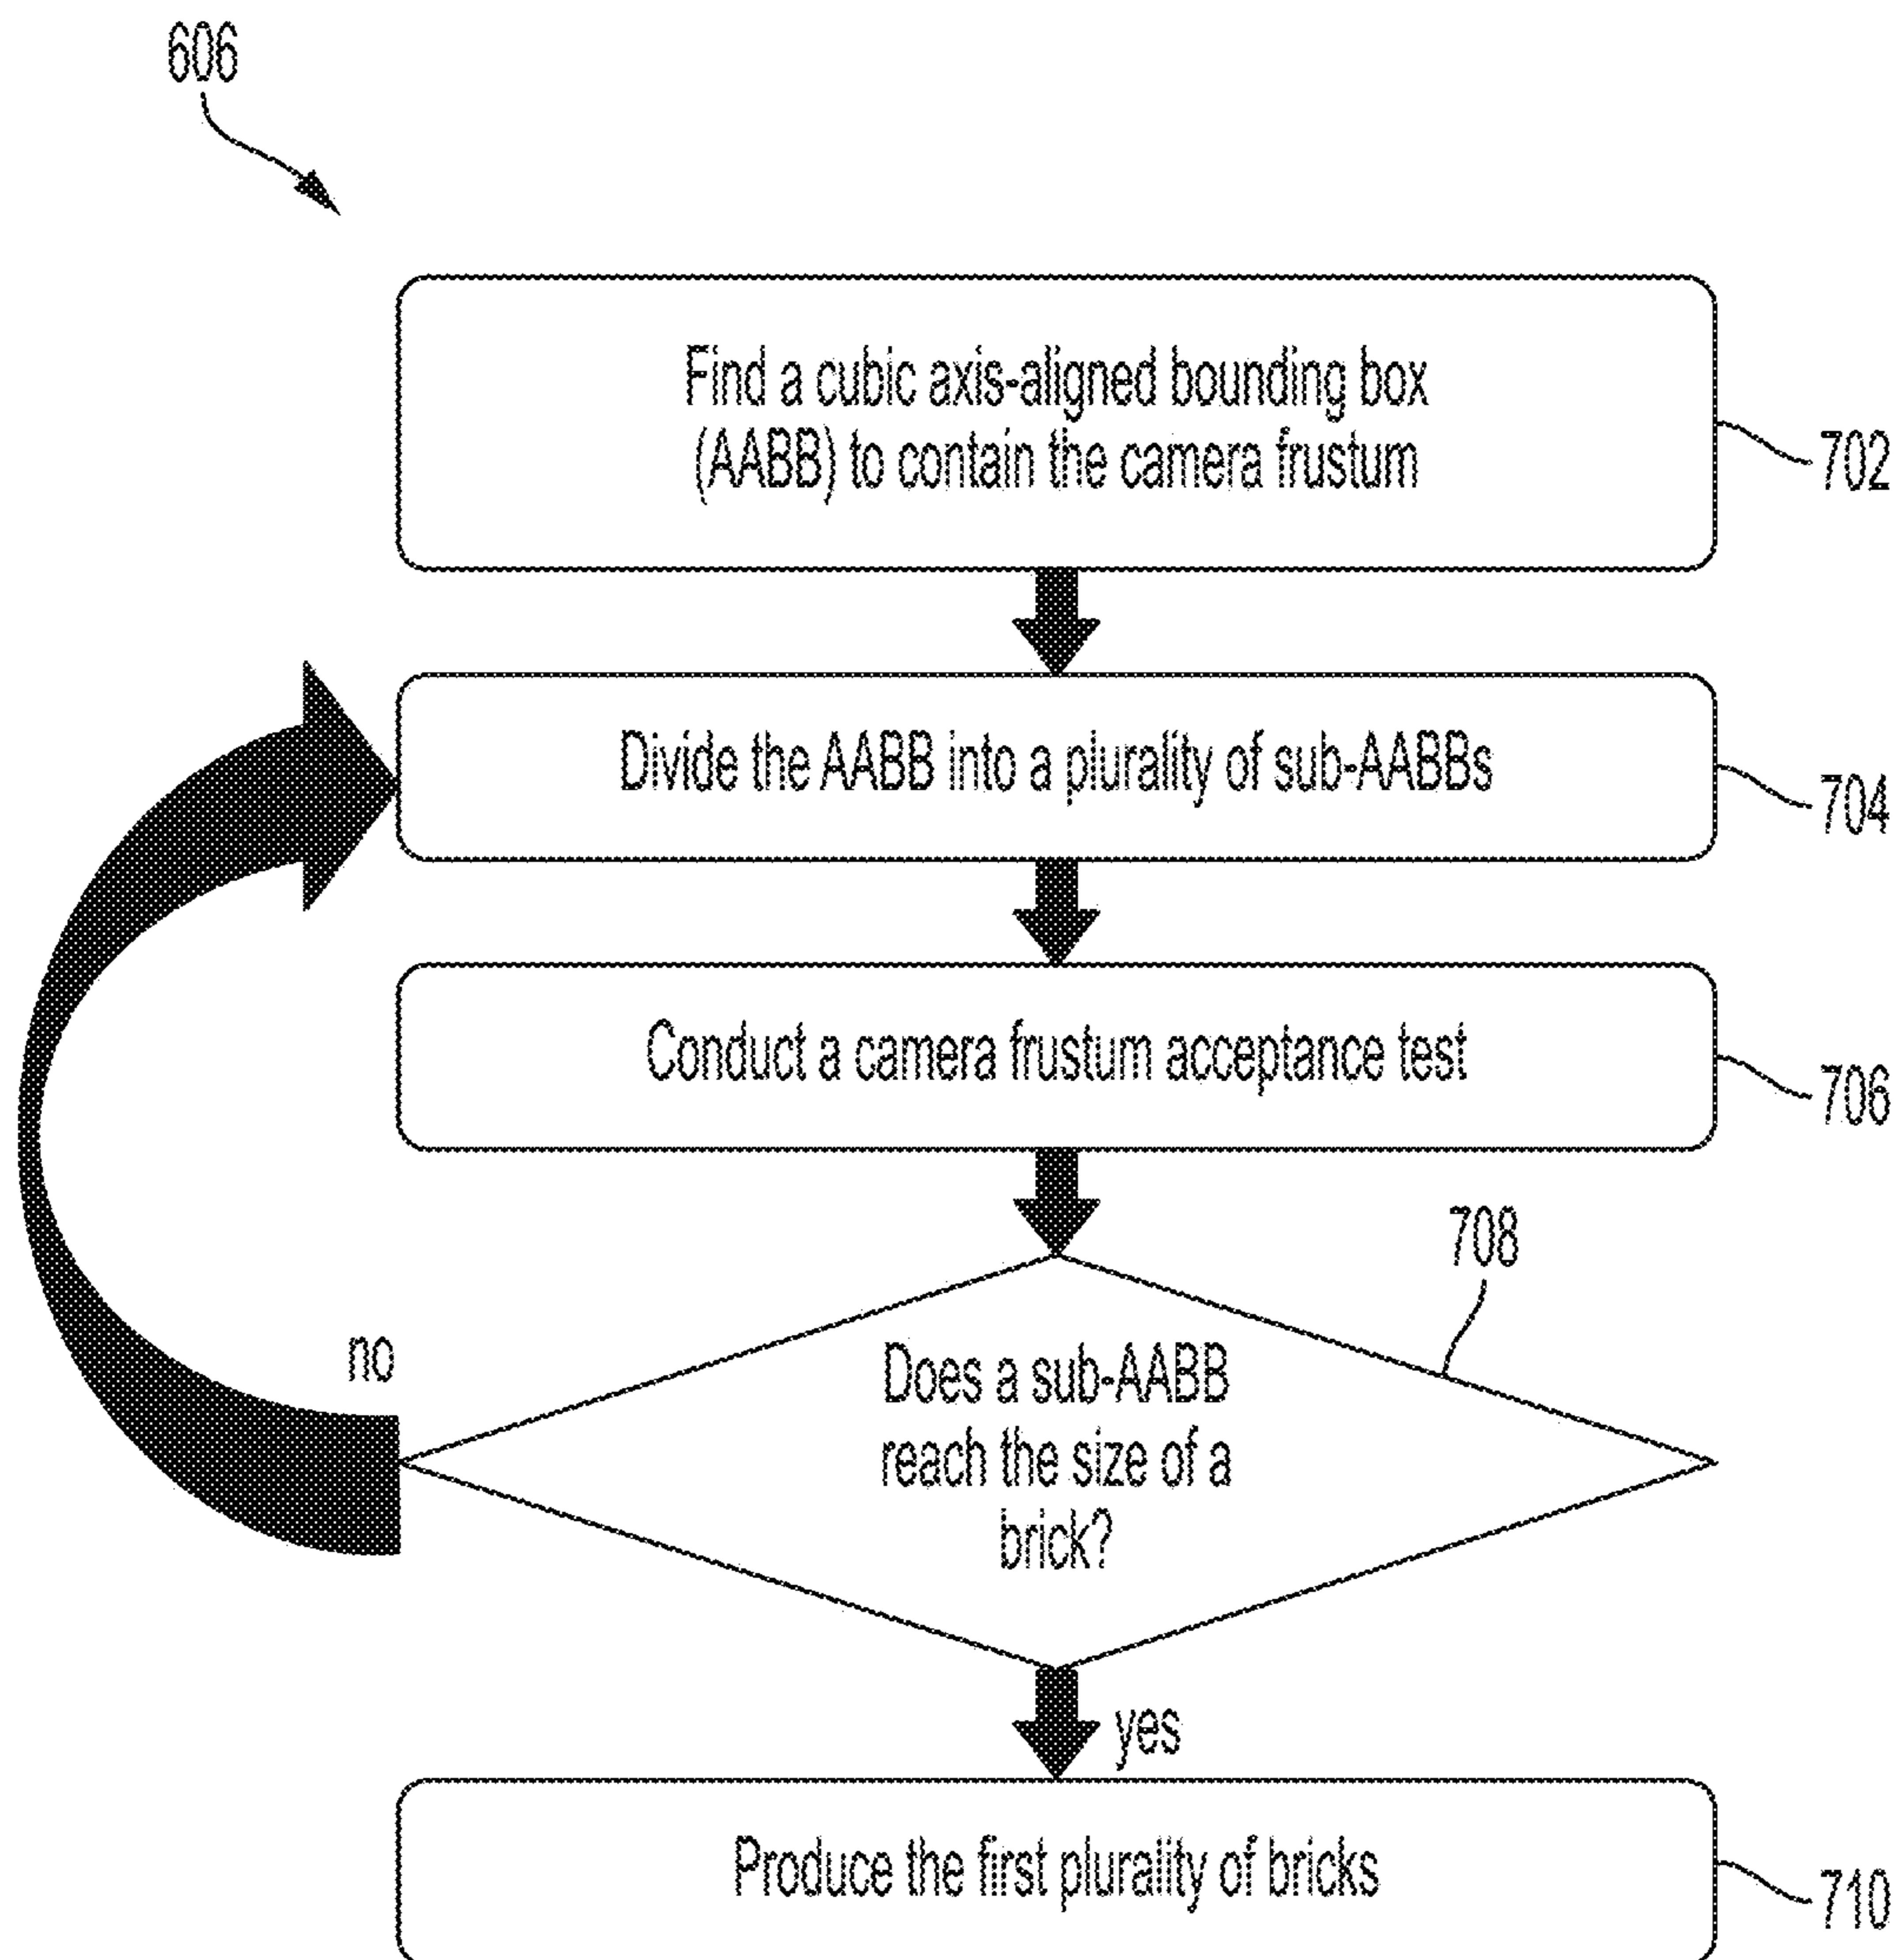 606
Find a cubic axis-aligned bounding box
(AABB) to contain the camera frustum
702
Divide the AABB into a plurality of sub-AABBs
704
Conduct a camera frustum acceptance test
706
708
no
Does a sub-AABB
reach the size of a
brick?
yes
Produce the first plurality of bricks
710